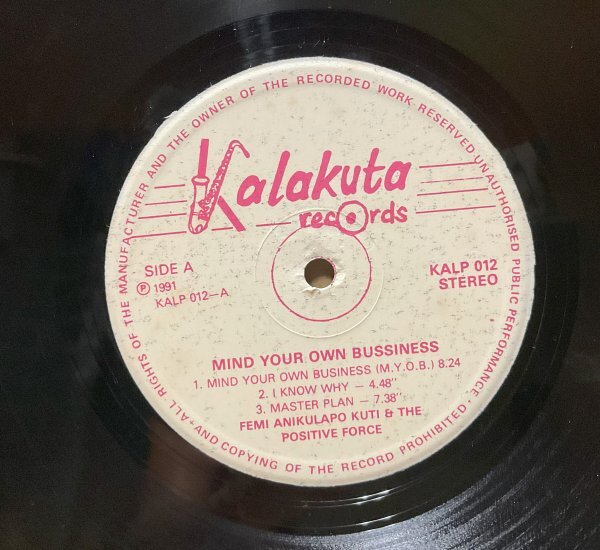 ALL RIGHTS OF THE MANUFACTURER AND THE OWNER OF THE RECORDED WORK RESERVED UNAUTHORISED PUBLIC PERFORMANCE. AND COPYING OF THE RECORD PROHIBITED.
Kalakuta
records
SIDE A
℗ 1991
KALP 012-A
KALP 012
STEREO
MIND YOUR OWN BUSSINESS
1. MIND YOUR OWN BUSINESS (M.Y.O.B.) 8.24
2. I KNOW WHY - 4.48"
3. MASTER PLAN - 7.38"
FEMI ANIKULAPO KUTI & THE
POSITIVE FORCE